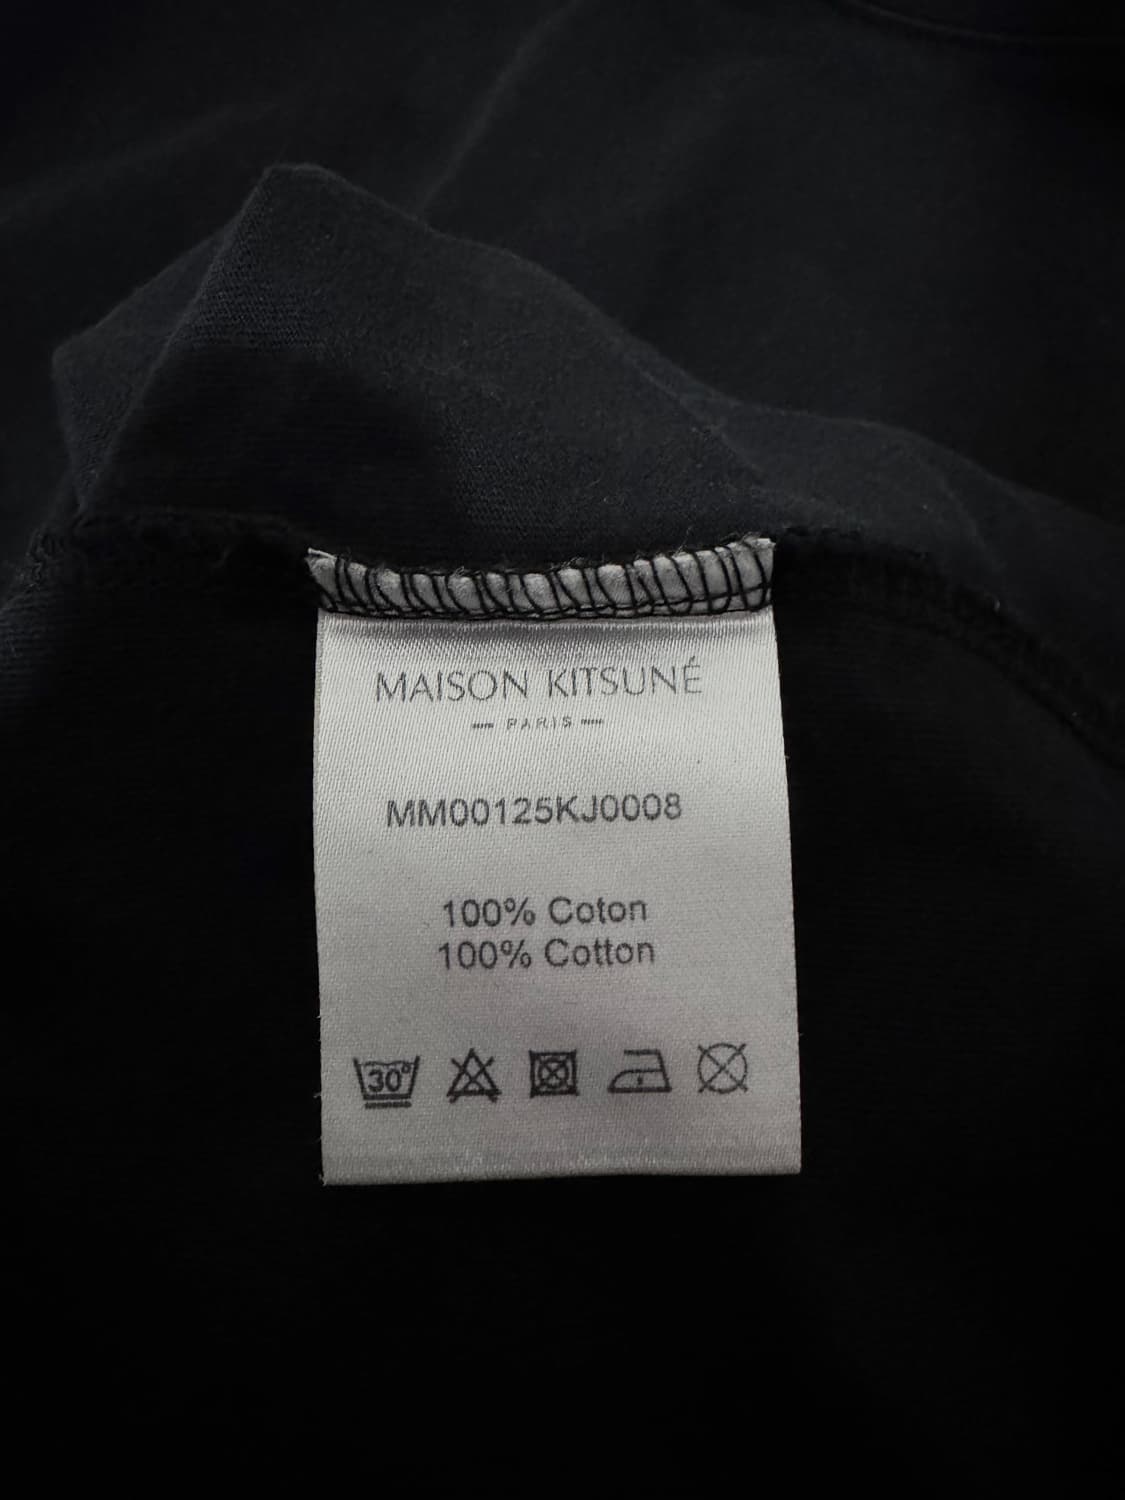 MAISON KITSUNÉ
PARIS
MM00125KJ0008
100% Coton
100% Cotton
30°